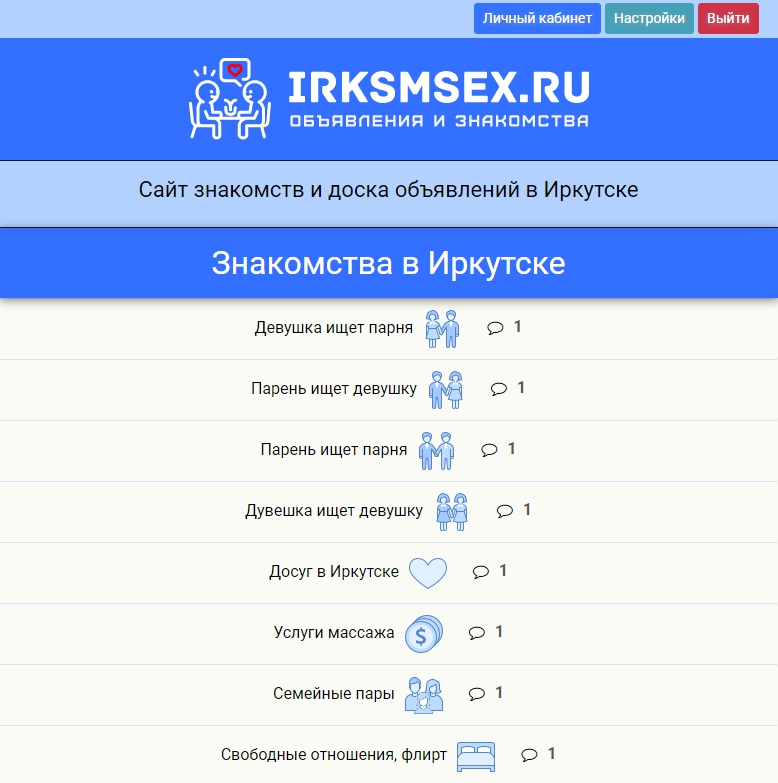 Личный кабинет Настройки Выйти
IRKSMSEX.RU
ОБЪЯВЛЕНИЯ И ЗНАКОМСТВА
Сайт знакомств и доска объявлений в Иркутске
Знакомства в Иркутске
Девушка ищет парня 1
Парень ищет девушку 1
Парень ищет парня 1
Дувешка ищет девушку 1
Досуг в Иркутске 1
Услуги массажа $ 1
Семейные пары 1
Свободные отношения, флирт 1